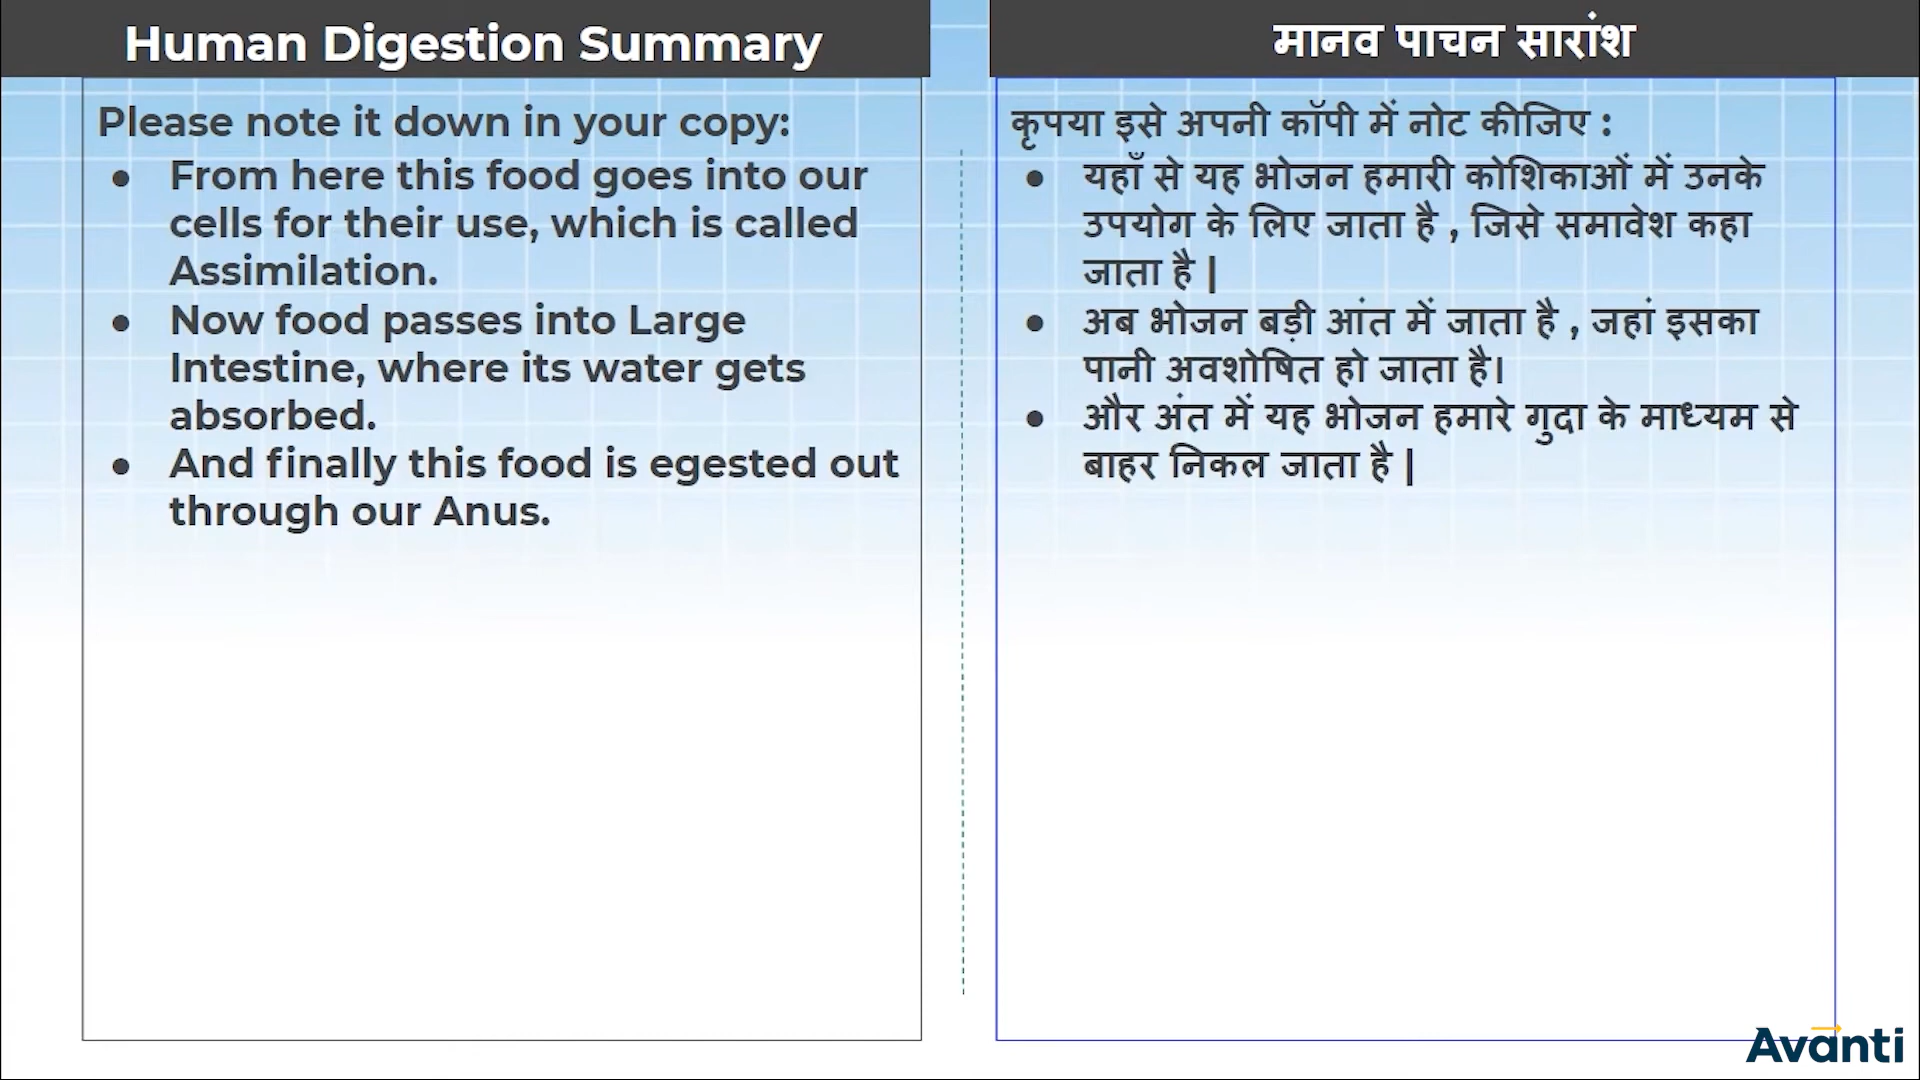 Human Digestion Summary
Please note it down in your copy:
● From here this food goes into our
cells for their use, which is called
Assimilation.
● Now food passes into Large
Intestine, where its water gets
absorbed.
● And finally this food is egested out
through our Anus.
मानव पाचन सारांश
कृपया इसे अपनी कॉपी में नोट कीजिए :
● यहाँ से यह भोजन हमारी कोशिकाओं में उनके
उपयोग के लिए जाता है , जिसे समावेश कहा
जाता है |
● अब भोजन बड़ी आंत में जाता है , जहां इसका
पानी अवशोषित हो जाता है।
● और अंत में यह भोजन हमारे गुदा के माध्यम से
बाहर निकल जाता है |
Avanti